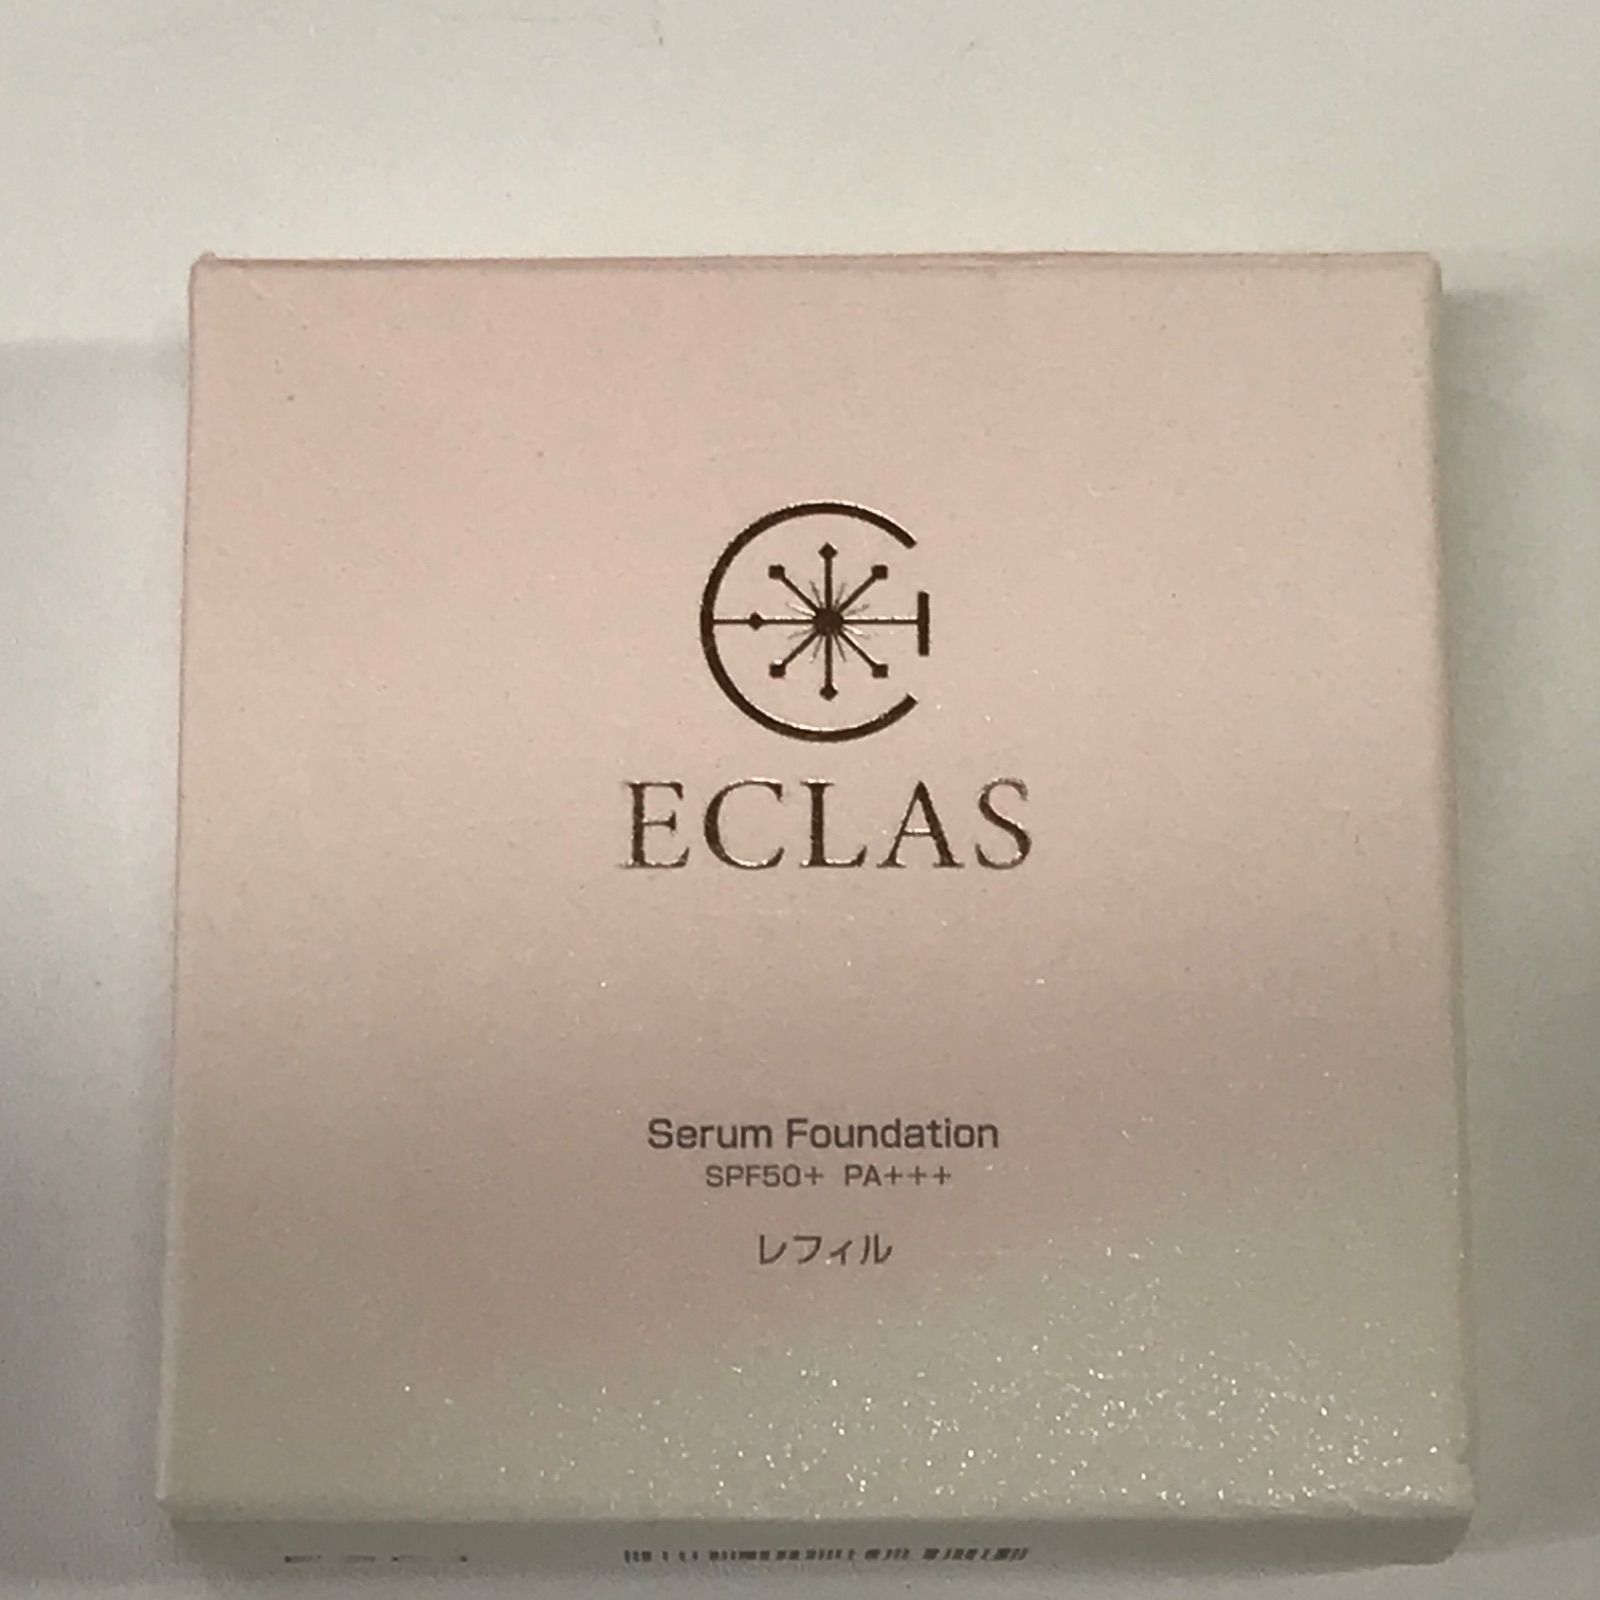 ECLAS
Serum Foundation
SPF50+ PA+++
レフィル